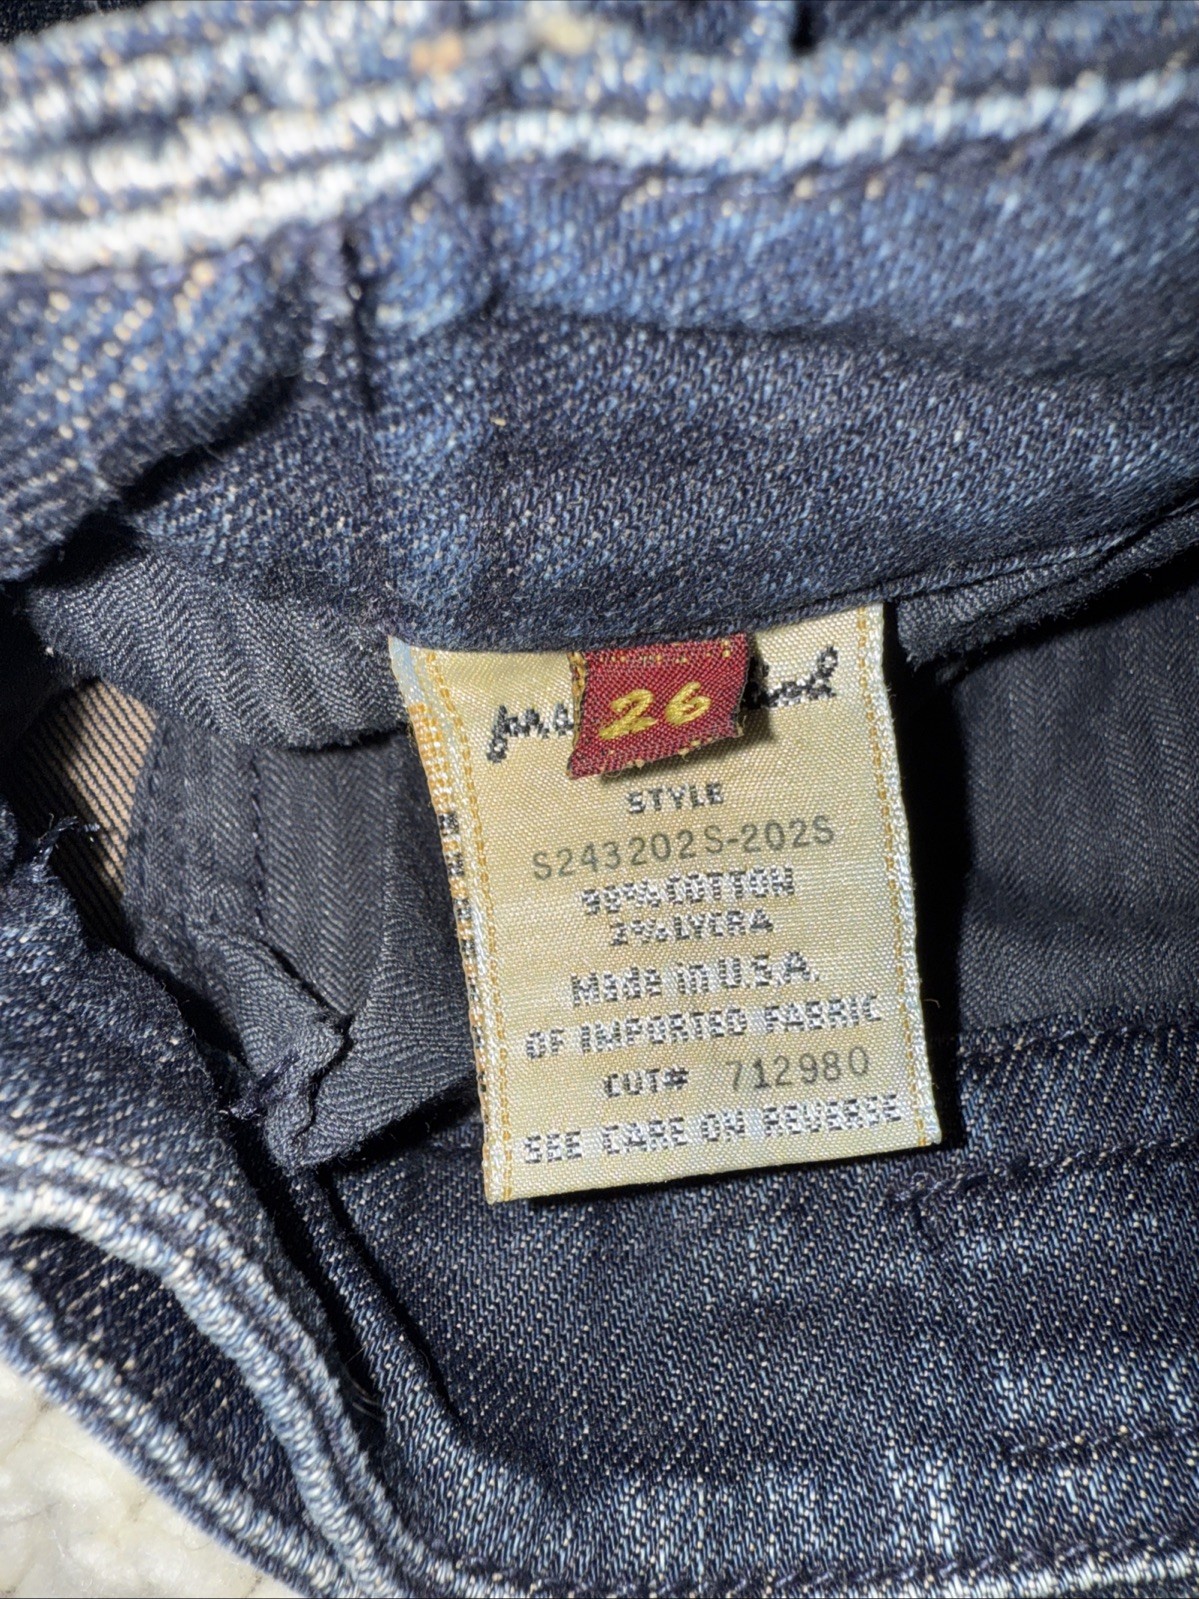 26
STYLE
S243202S-202S
98% COTTON
2% LYCRA
Made in U.S.A.
OF IMPORTED FABRIC
CUT# 712980
SEE CARE ON REVERSE